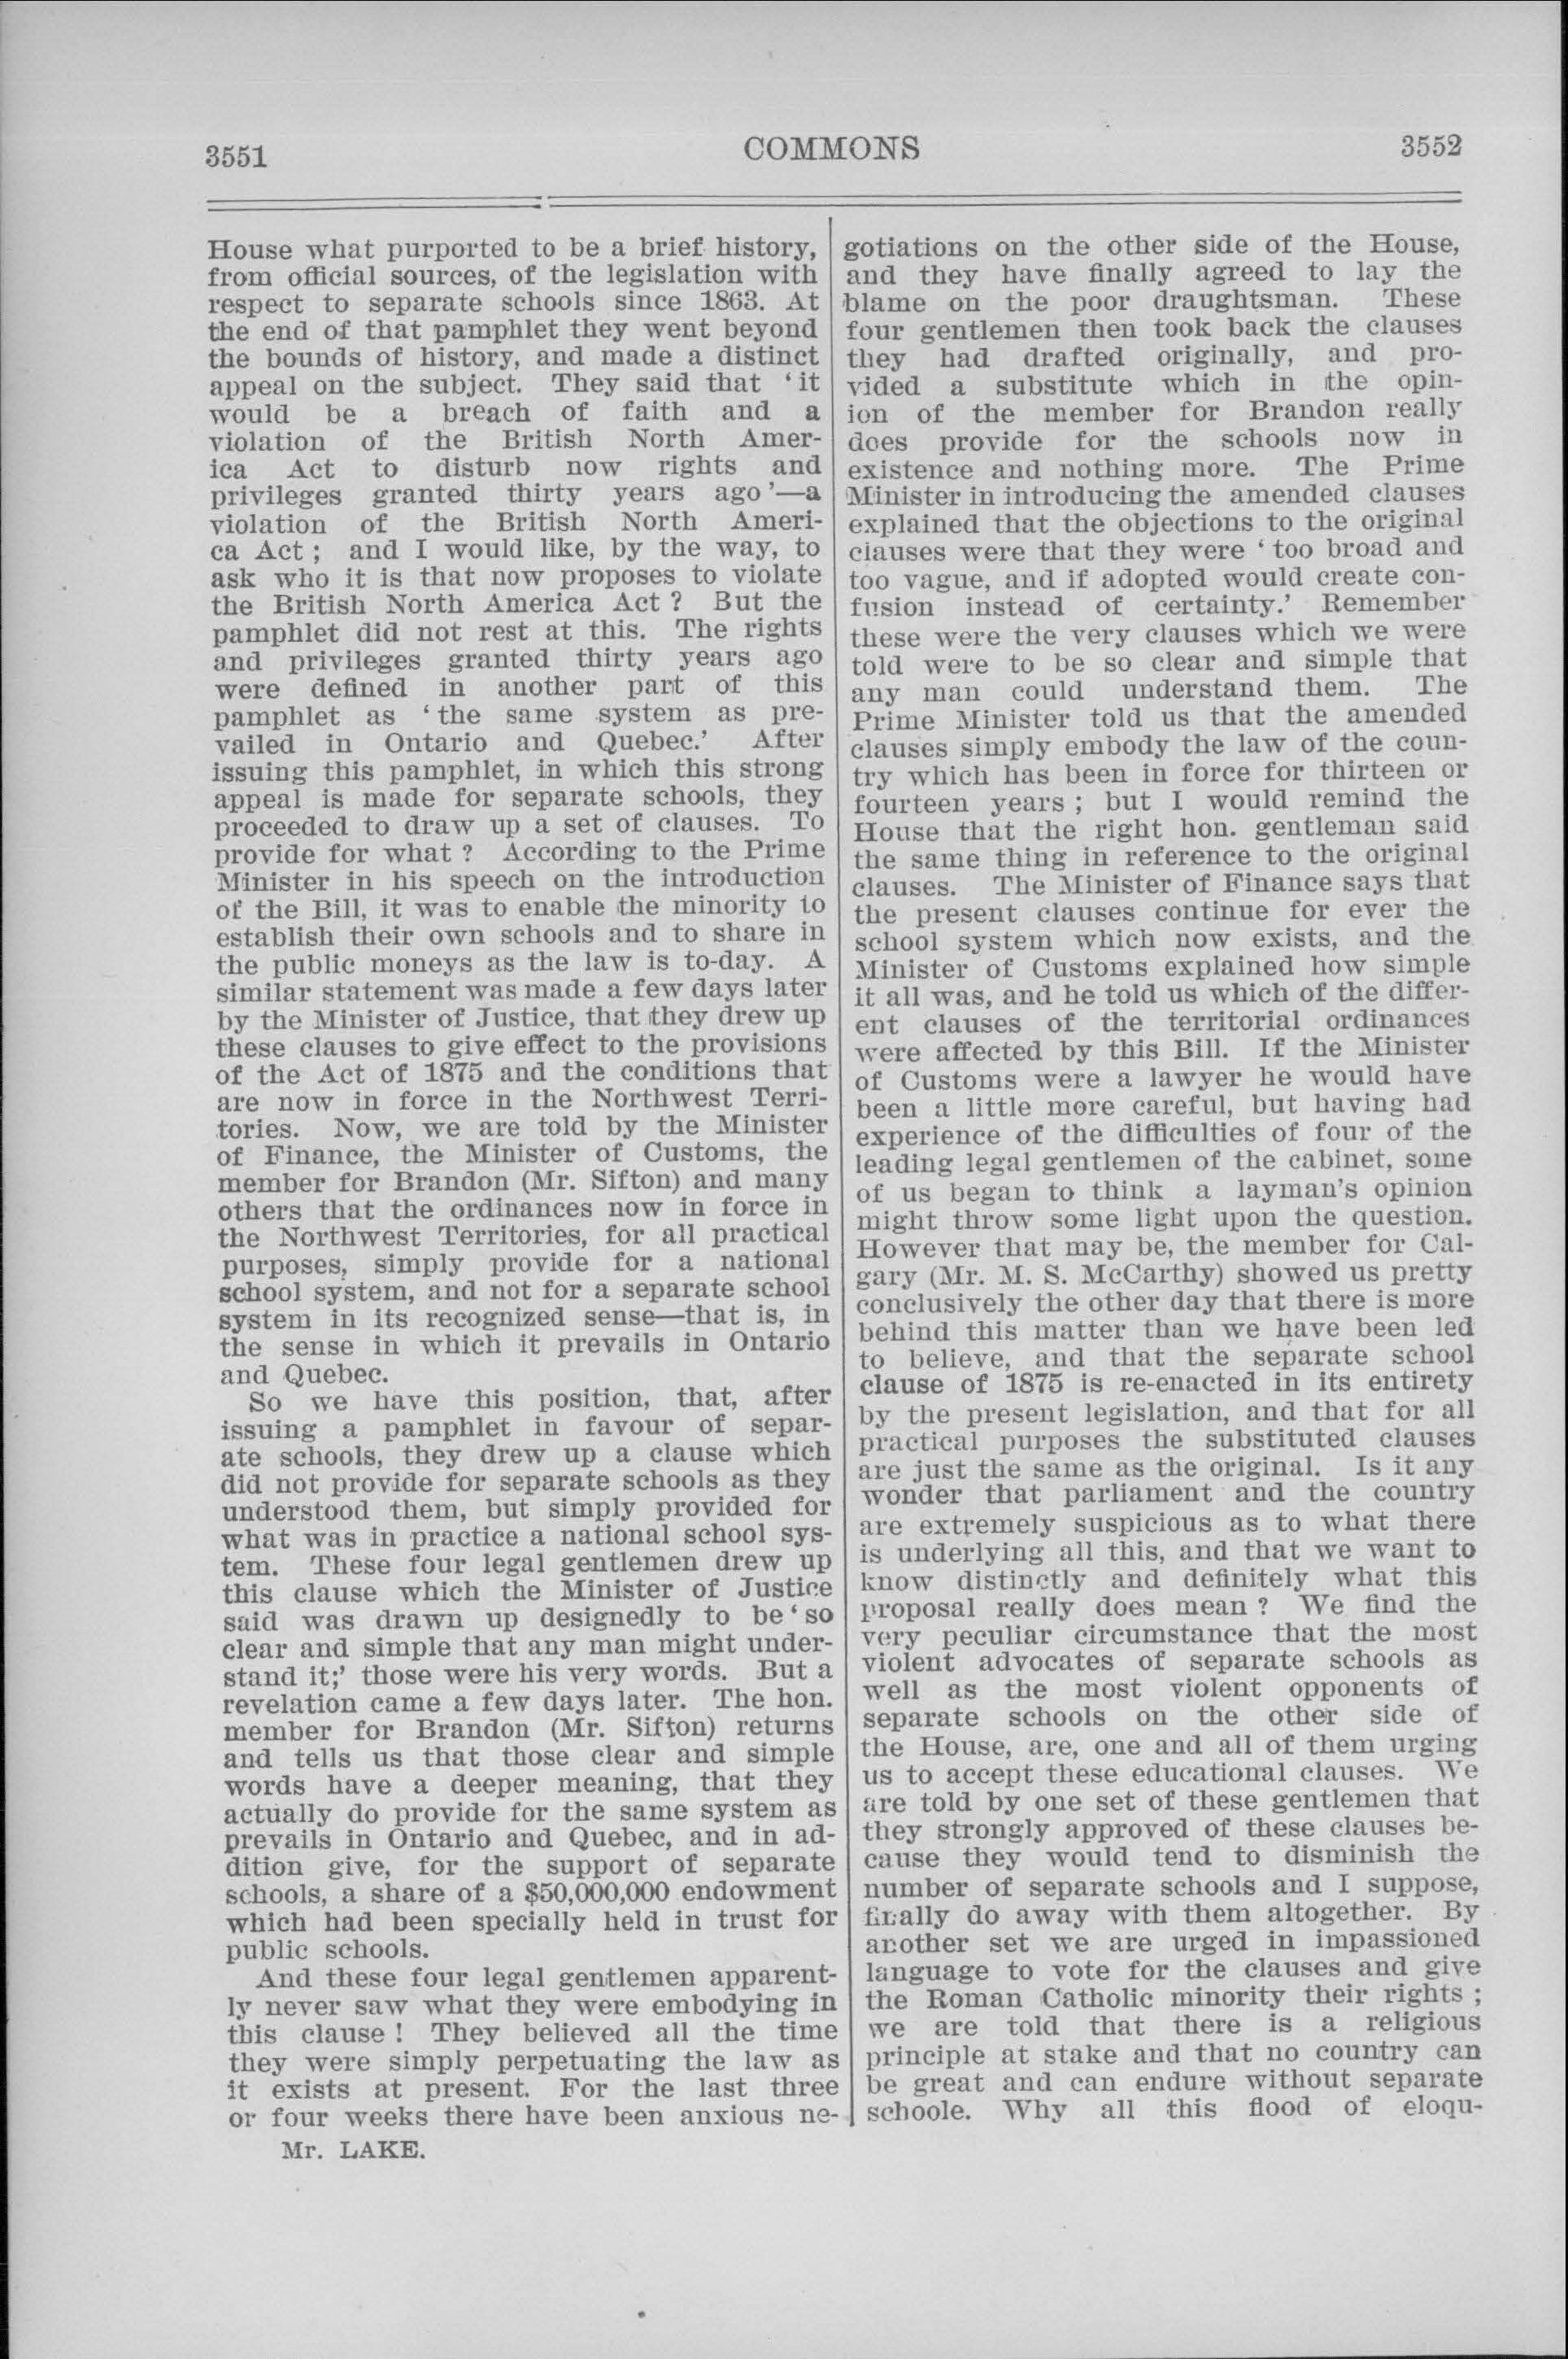 3551
COMMONS
3552
House what purported to be a brief history,
from official sources, of the legislation with
respect to separate schools since 1863. At
the end of that pamphlet they went beyond
the bounds of history, and made a distinct
appeal on the subject. They said that ‘ it
would be a breach of faith and a
violation of the British North Amer-
ica Act to disturb now rights and
privileges granted thirty years ago ’—a
violation of the British North Ameri-
ca Act ; and I would like, by the way, to
ask who it is that now proposes to violate
the British North America Act ? But the
pamphlet did not rest at this. The rights
and privileges granted thirty years ago
were defined in another part of this
pamphlet as ‘ the same system as pre-
vailed in Ontario and Quebec.’ After
issuing this pamphlet, in which this strong
appeal is made for separate schools, they
proceeded to draw up a set of clauses. To
provide for what ? According to the Prime
Minister in his speech on the introduction
of the Bill, it was to enable the minority to
establish their own schools and to share in
the public moneys as the law is to-day. A
similar statement was made a few days later
by the Minister of Justice, that they drew up
these clauses to give effect to the provisions
of the Act of 1875 and the conditions that
are now in force in the Northwest Terri-
tories. Now, we are told by the Minister
of Finance, the Minister of Customs, the
member for Brandon (Mr. Sifton) and many
others that the ordinances now in force in
the Northwest Territories, for all practical
purposes, simply provide for a national
school system, and not for a separate school
system in its recognized sense—that is, in
the sense in which it prevails in Ontario
and Quebec.
So we have this position, that, after
issuing a pamphlet in favour of separ-
ate schools, they drew up a clause which
did not provide for separate schools as they
understood them, but simply provided for
what was in practice a national school sys-
tem. These four legal gentlemen drew up
this clause which the Minister of Justice
said was drawn up designedly to be ‘ so
clear and simple that any man might under-
stand it;’ those were his very words. But a
revelation came a few days later. The hon.
member for Brandon (Mr. Sifton) returns
and tells us that those clear and simple
words have a deeper meaning, that they
actually do provide for the same system as
prevails in Ontario and Quebec, and in ad-
dition give, for the support of separate
schools, a share of a $50,000,000 endowment
which had been specially held in trust for
public schools.
And these four legal gentlemen apparent-
ly never saw what they were embodying in
this clause ! They believed all the time
they were simply perpetuating the law as
it exists at present. For the last three
or four weeks there have been anxious ne-
Mr. LAKE.
gotiations on the other side of the House,
and they have finally agreed to lay the
blame on the poor draughtsman. These
four gentlemen then took back the clauses
they had drafted originally, and pro-
vided a substitute which in the opin-
ion of the member for Brandon really
does provide for the schools now in
existence and nothing more. The Prime
Minister in introducing the amended clauses
explained that the objections to the original
clauses were that they were ‘ too broad and
too vague, and if adopted would create con-
fusion instead of certainty.’ Remember
these were the very clauses which we were
told were to be so clear and simple that
any man could understand them. The
Prime Minister told us that the amended
clauses simply embody the law of the coun-
try which has been in force for thirteen or
fourteen years ; but I would remind the
House that the right hon. gentleman said
the same thing in reference to the original
clauses. The Minister of Finance says that
the present clauses continue for ever the
school system which now exists, and the
Minister of Customs explained how simple
it all was, and he told us which of the differ-
ent clauses of the territorial ordinances
were affected by this Bill. If the Minister
of Customs were a lawyer he would have
been a little more careful, but having had
experience of the difficulties of four of the
leading legal gentlemen of the cabinet, some
of us began to think a layman's opinion
might throw some light upon the question.
However that may be, the member for Cal-
gary (Mr. M. S. McCarthy) showed us pretty
conclusively the other day that there is more
behind this matter than we have been led
to believe, and that the separate school
clause of 1875 is re-enacted in its entirety
by the present legislation, and that for all
practical purposes the substituted clauses
are just the same as the original. Is it any
wonder that parliament and the country
are extremely suspicious as to what there
is underlying all this, and that we want to
know distinctly and definitely what this
proposal really does mean ? We find the
very peculiar circumstance that the most
violent advocates of separate schools as
well as the most violent opponents of
separate schools on the other side of
the House, are, one and all of them urging
us to accept these educational clauses. We
are told by one set of these gentlemen that
they strongly approved of these clauses be-
cause they would tend to disminish the
number of separate schools and I suppose,
finally do away with them altogether. By
another set we are urged in impassioned
language to vote for the clauses and give
the Roman Catholic minority their rights ;
we are told that there is a religious
principle at stake and that no country can
be great and can endure without separate
schoole. Why all this flood of eloqu-